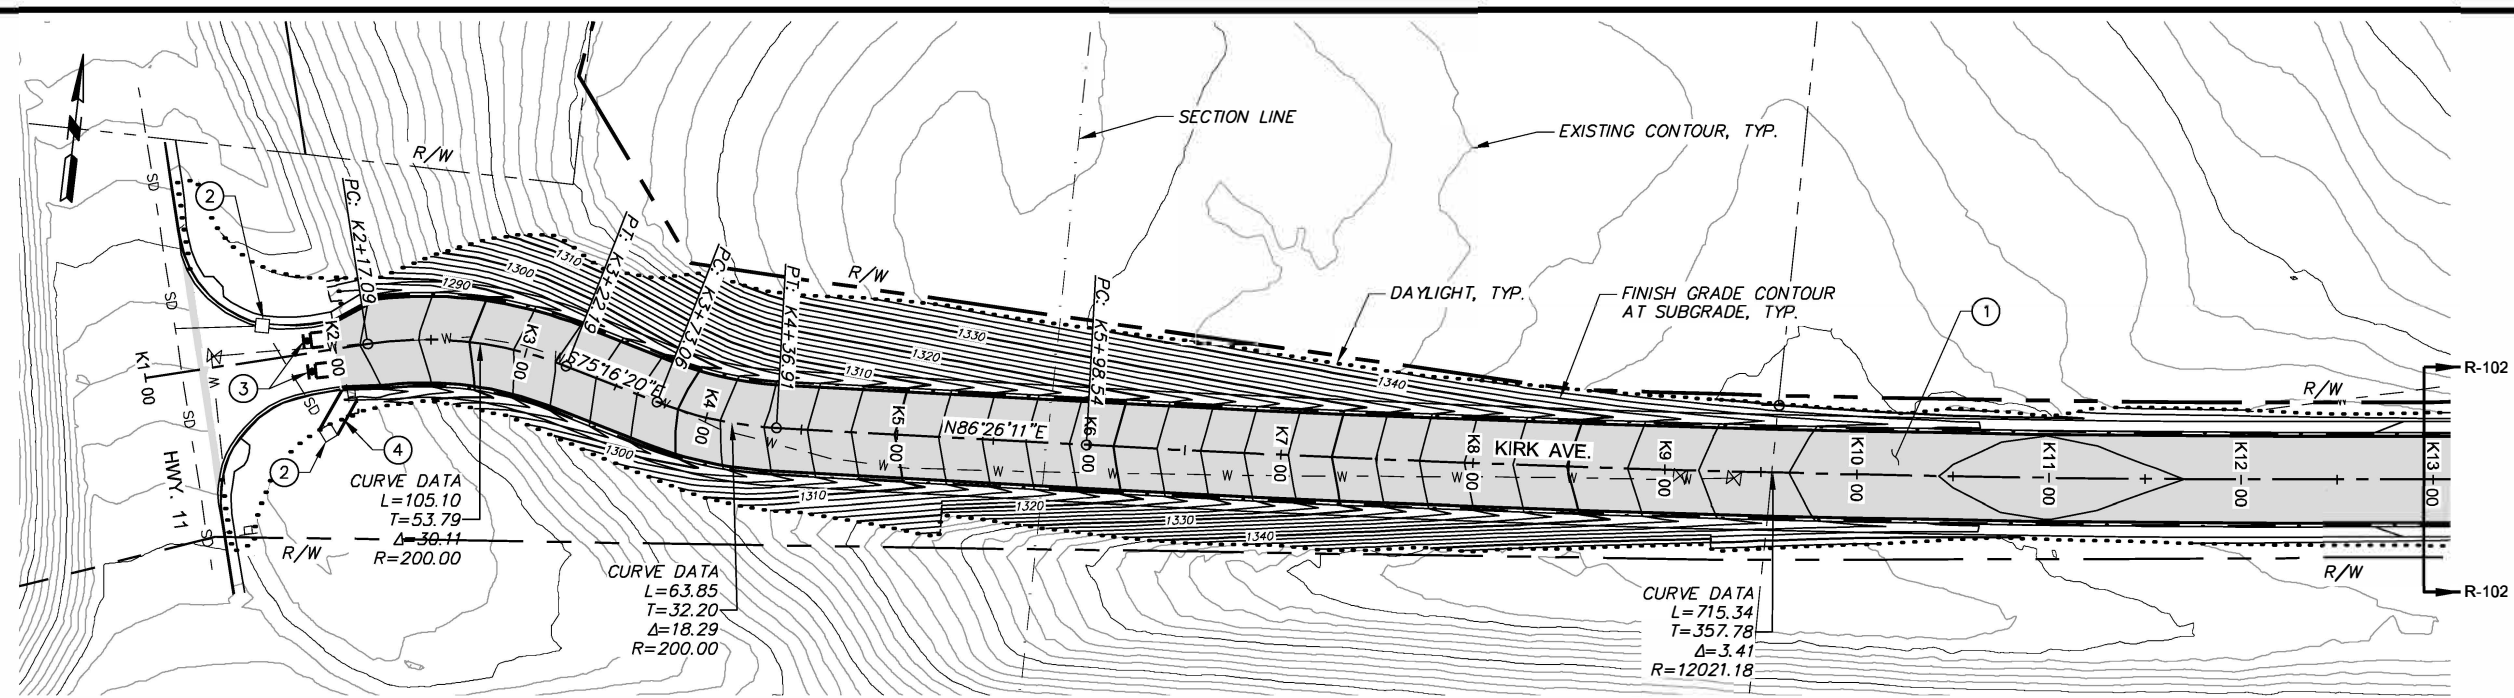 SECTION LINE
EXISTING CONTOUR, TYP.
R/W
N
SD
2
PC: K2+17.09
PT: K3+22.19
PC: K3+73.06
PT: K4+36.91
PC: K5+98.54
R/W
1310
1300
1290
DAYLIGHT, TYP.
FINISH GRADE CONTOUR
AT SUBGRADE, TYP.
1
SD
1330
1320
1310
1340
R-102
R/W
K1
00
W
3
SD
SD
K2
00
W
K3
00
W
S75°16'20"E
W
K4
00
W
K5
00
N86°26'11"E
W
W
K6
00
W
K7
00
W
K8
00
W
KIRK AVE.
W
K9
00
W
K10
00
K11
00
K12
00
K13
00
HWY. 11
2
4
1300
1310
1320
1330
1340
SD
R/W
CURVE DATA
L=105.10
T=53.79
Δ=30.11
R=200.00
CURVE DATA
L=63.85
T=32.20
Δ=18.29
R=200.00
CURVE DATA
L=715.34
T=357.78
Δ=3.41
R=12021.18
R/W
R-102